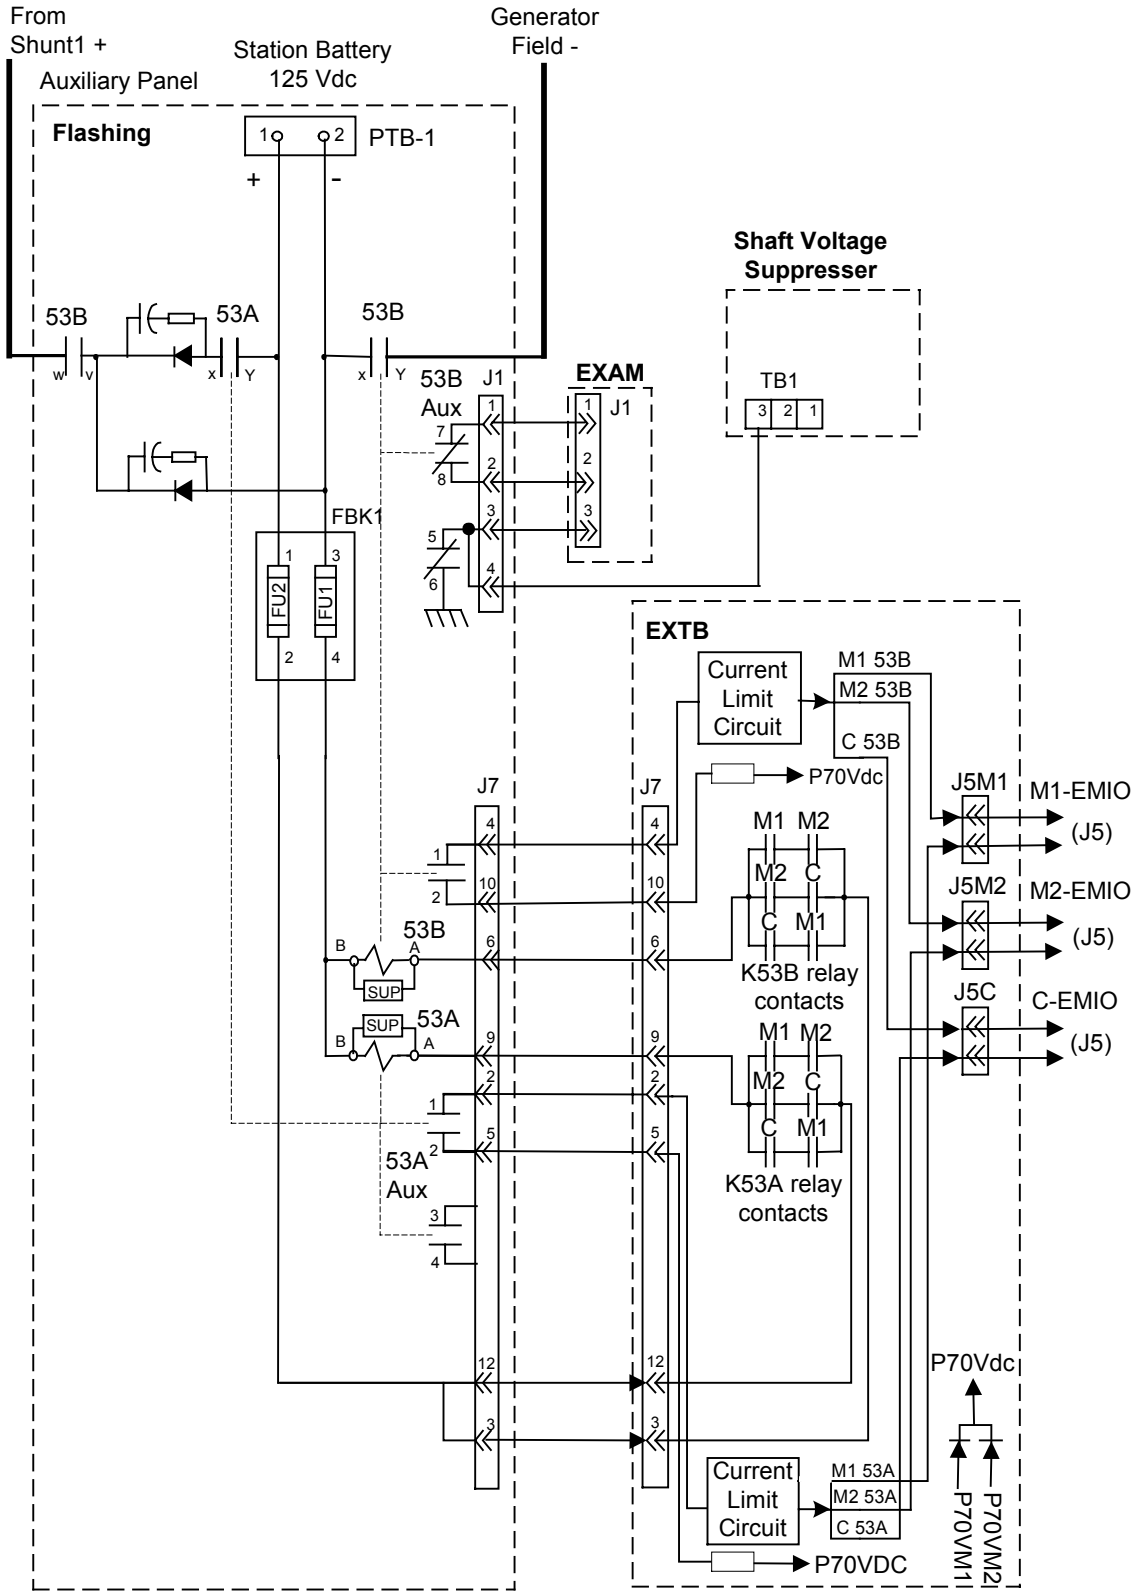 From
Shunt1 +
Generator
Field -
Station Battery
125 Vdc
Auxiliary Panel
Flashing
1
2
PTB-1
+
-
Shaft Voltage
Suppresser
53B
53A
53B
w
v
x
Y
x
Y
53B
Aux
J1
EXAM
TB1
3
2
1
1
1
J1
7
8
2
2
3
3
5
6
4
FBK1
1
3
FU2
FU1
2
4
EXTB
Current
Limit
Circuit
M1 53B
M2 53B
C 53B
P70Vdc
J7
J7
J5M1
M1-EMIO
(J5)
4
4
M1
M2
1
2
10
10
M2
C
J5M2
M2-EMIO
(J5)
53B
6
6
C
M1
B
A
SUP
K53B relay
contacts
J5C
C-EMIO
(J5)
SUP
53A
B
A
9
9
M1
M2
2
2
M2
C
1
2
5
5
C
M1
53A
Aux
K53A relay
contacts
3
4
12
12
P70Vdc
3
3
Current
Limit
Circuit
M1 53A
M2 53A
C 53A
P70VM1
P70VM2
P70VDC